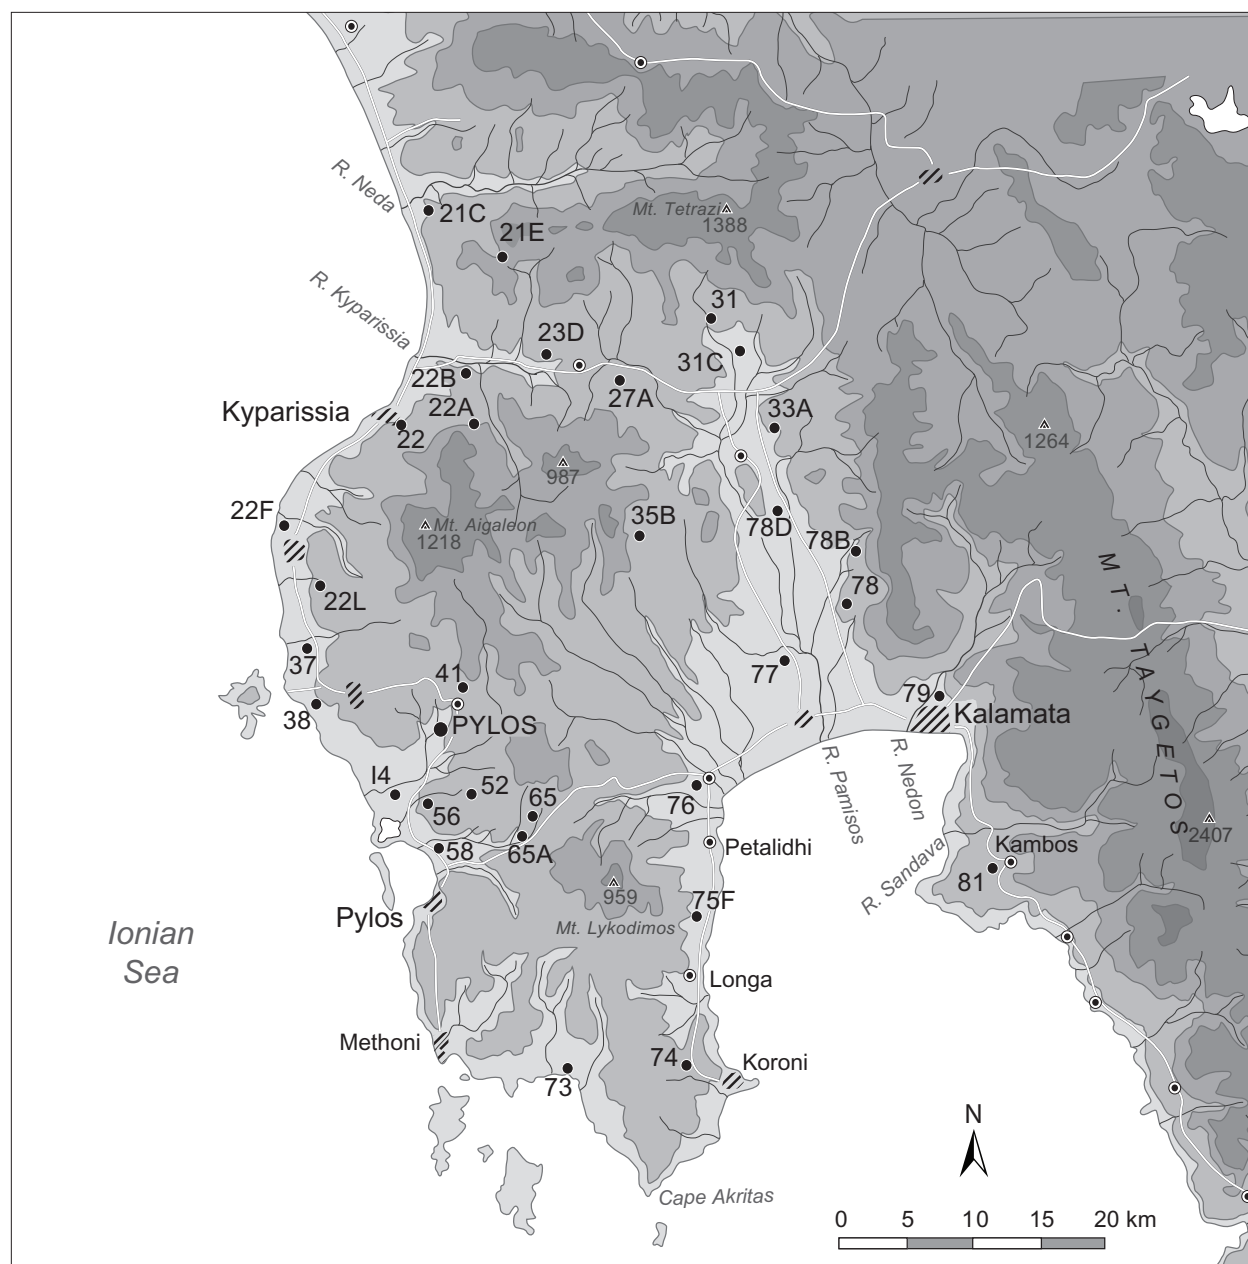 R. Neda
21C
Mt. Tetrazi
1388
21E
R. Kyparissia
31
23D
31C
22B
27A
Kyparissia
22A
33A
22
1264
987
22F
35B
78D
Mt. Aigaleon
1218
78B
MT. TAYGETOS
22L
78
37
41
77
79
38
PYLOS
Kalamata
R. Pamisos
R. Nedon
I4
52
65
76
56
2407
58
65A
Petalidhi
Kambos
R. Sandava
81
959
75F
Pylos
Mt. Lykodimos
Ionian
Sea
Longa
Methoni
74
Koroni
73
N
Cape Akritas
0 5 10 15 20 km